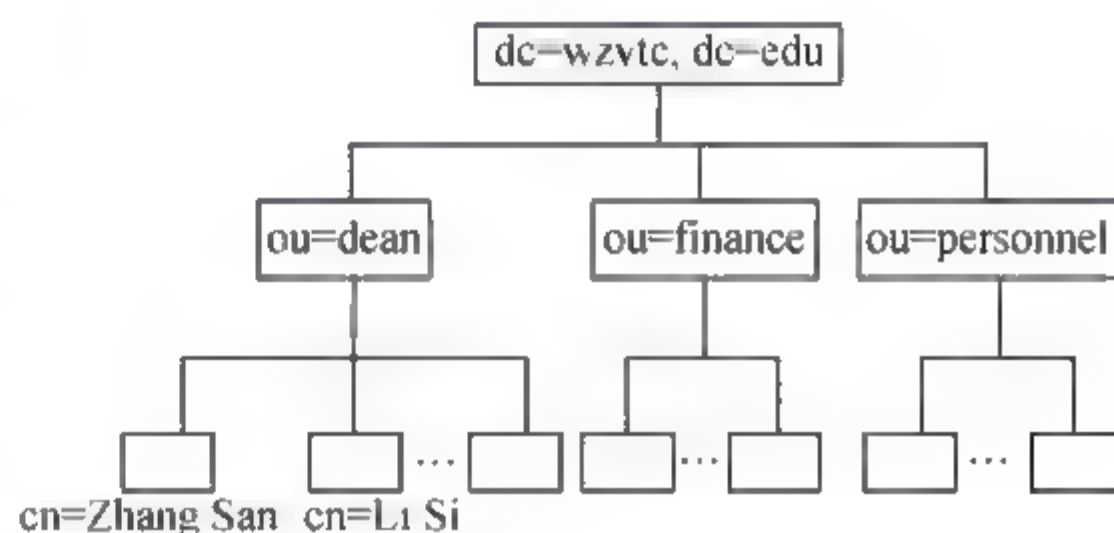 dc=wzvtc, dc=edu
ou=dean ou=finance ou=personnel
... ... ...
cn=Zhang San cn=Li Si